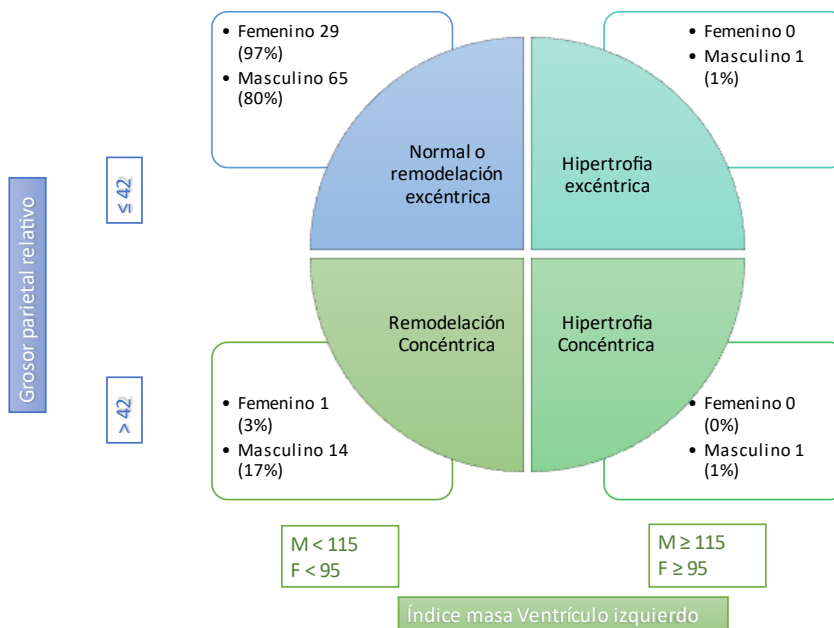 • Femenino 29
(97%)
• Masculino 65
(80%)
• Femenino 0
• Masculino 1
(1%)
Normal o
remodelación
excéntrica
Hipertrofia
excéntrica
≤ 42
Grosor parietal relativo
Remodelación
Concéntrica
Hipertrofia
Concéntrica
> 42
• Femenino 1
(3%)
• Masculino 14
(17%)
• Femenino 0
(0%)
• Masculino 1
(1%)
M < 115
F < 95
M ≥ 115
F ≥ 95
Índice masa Ventrículo izquierdo